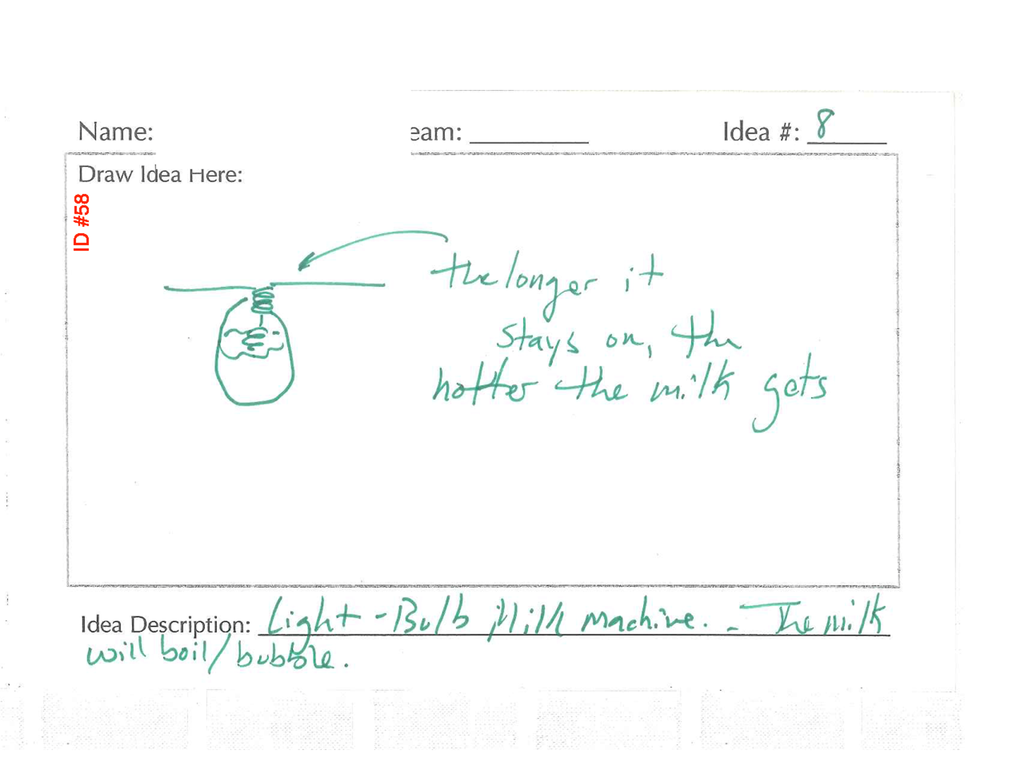 Name: eam: Idea #: 8
Draw Idea Here:
ID #58
the longer it
stays on, the
hotter the milk gets
Idea Description: Light-Bulb Milk machine. - The milk
will boil/bubble.